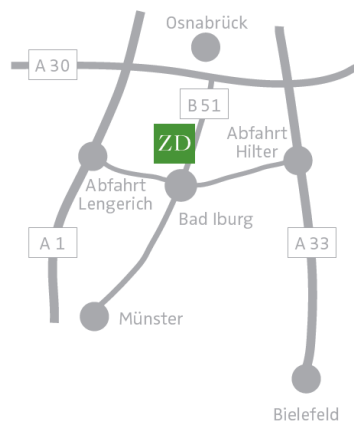 Osnabrück
A 30
B 51
ZD
Abfahrt
Hilter
Abfahrt
Lengerich
Bad Iburg
A 1
A 33
Münster
Bielefeld